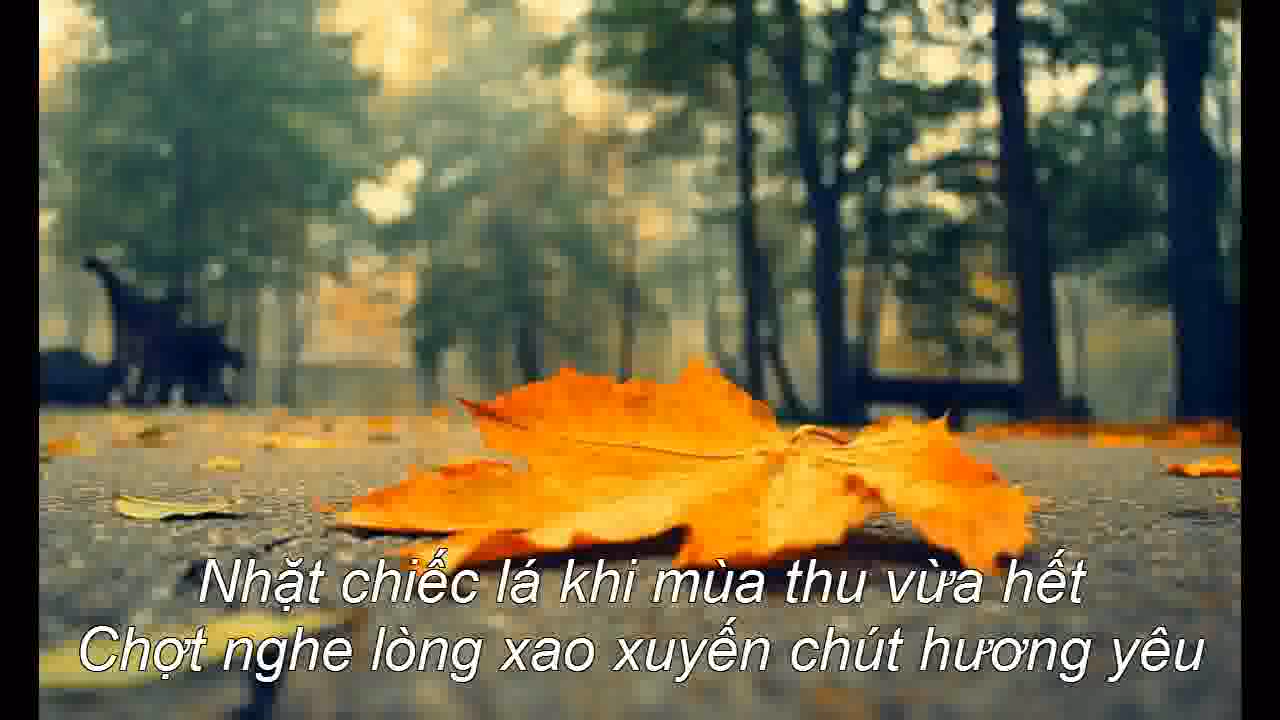 Nhặt chiếc lá khi mùa thu vừa hết
Chợt nghe lòng xao xuyến chút hương yêu